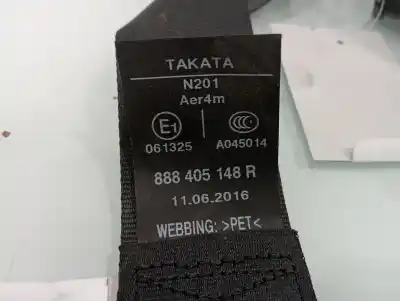 TAKATA
N201
Aer4m
E1
061325 A045014
888 405 148 R
11.06.2016
WEBBING: >PET<